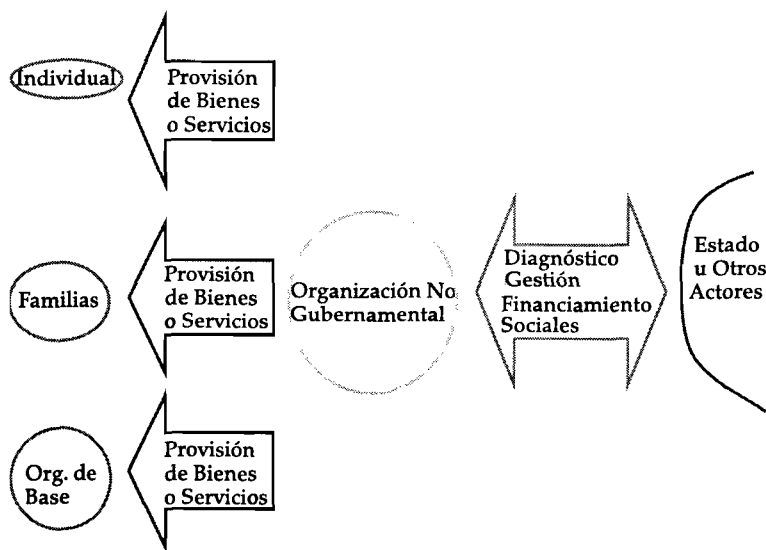 Individual
Provisión
de Bienes
o Servicios
Familias
Provisión
de Bienes
o Servicios
Organización No
Gubernamental
Diagnóstico
Gestión
Financiamiento
Sociales
Estado
u Otros
Actores
Org. de
Base
Provisión
de Bienes
o Servicios